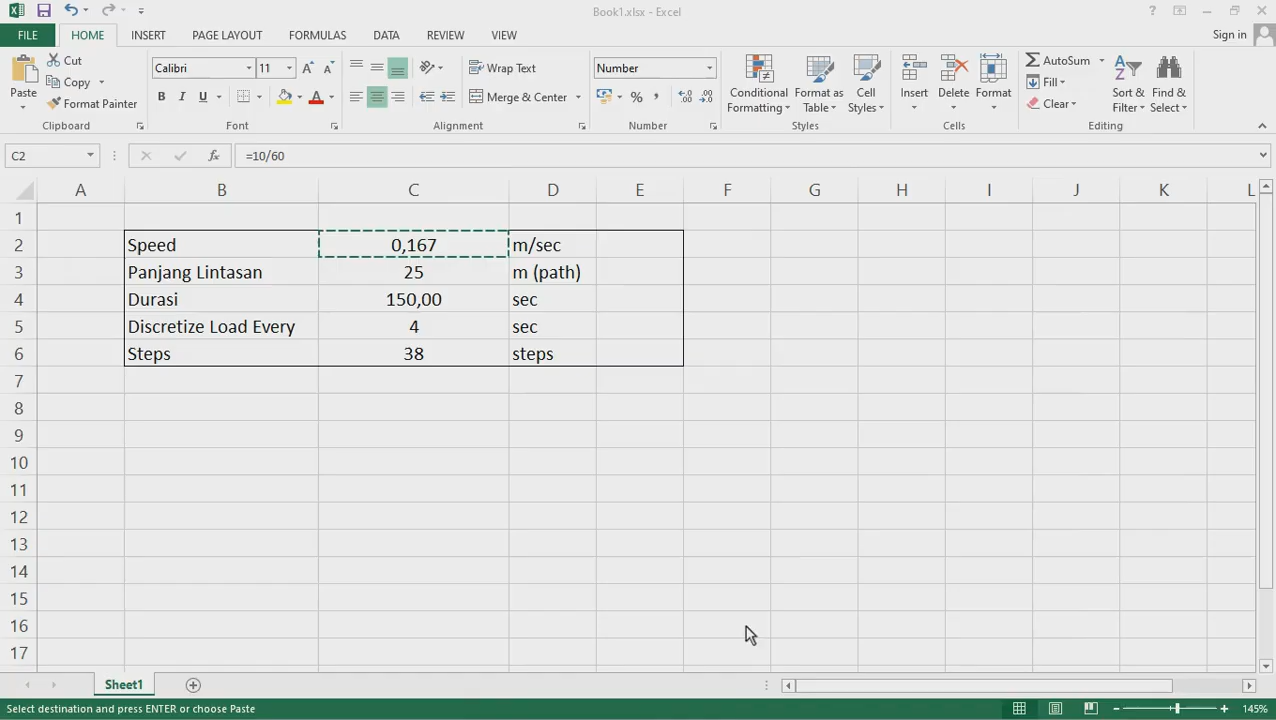 Book1.xlsx - Excel
?
FILE HOME INSERT PAGE LAYOUT FORMULAS DATA REVIEW VIEW Sign in
Paste
Cut
Copy
Format Painter
Clipboard
Calibri 11
B I U
Font
Wrap Text
Merge & Center
Alignment
Number
%
Number
Conditional Formatting
Format as Table
Cell Styles
Styles
Insert
Delete
Format
Cells
AutoSum
Fill
Clear
Sort & Filter
Find & Select
Editing
C2 fx =10/60
A B C D E F G H I J K L
1
2 Speed 0,167 m/sec
3 Panjang Lintasan 25 m (path)
4 Durasi 150,00 sec
5 Discretize Load Every 4 sec
6 Steps 38 steps
7
8
9
10
11
12
13
14
15
16
17
Sheet1
Select destination and press ENTER or choose Paste 145%